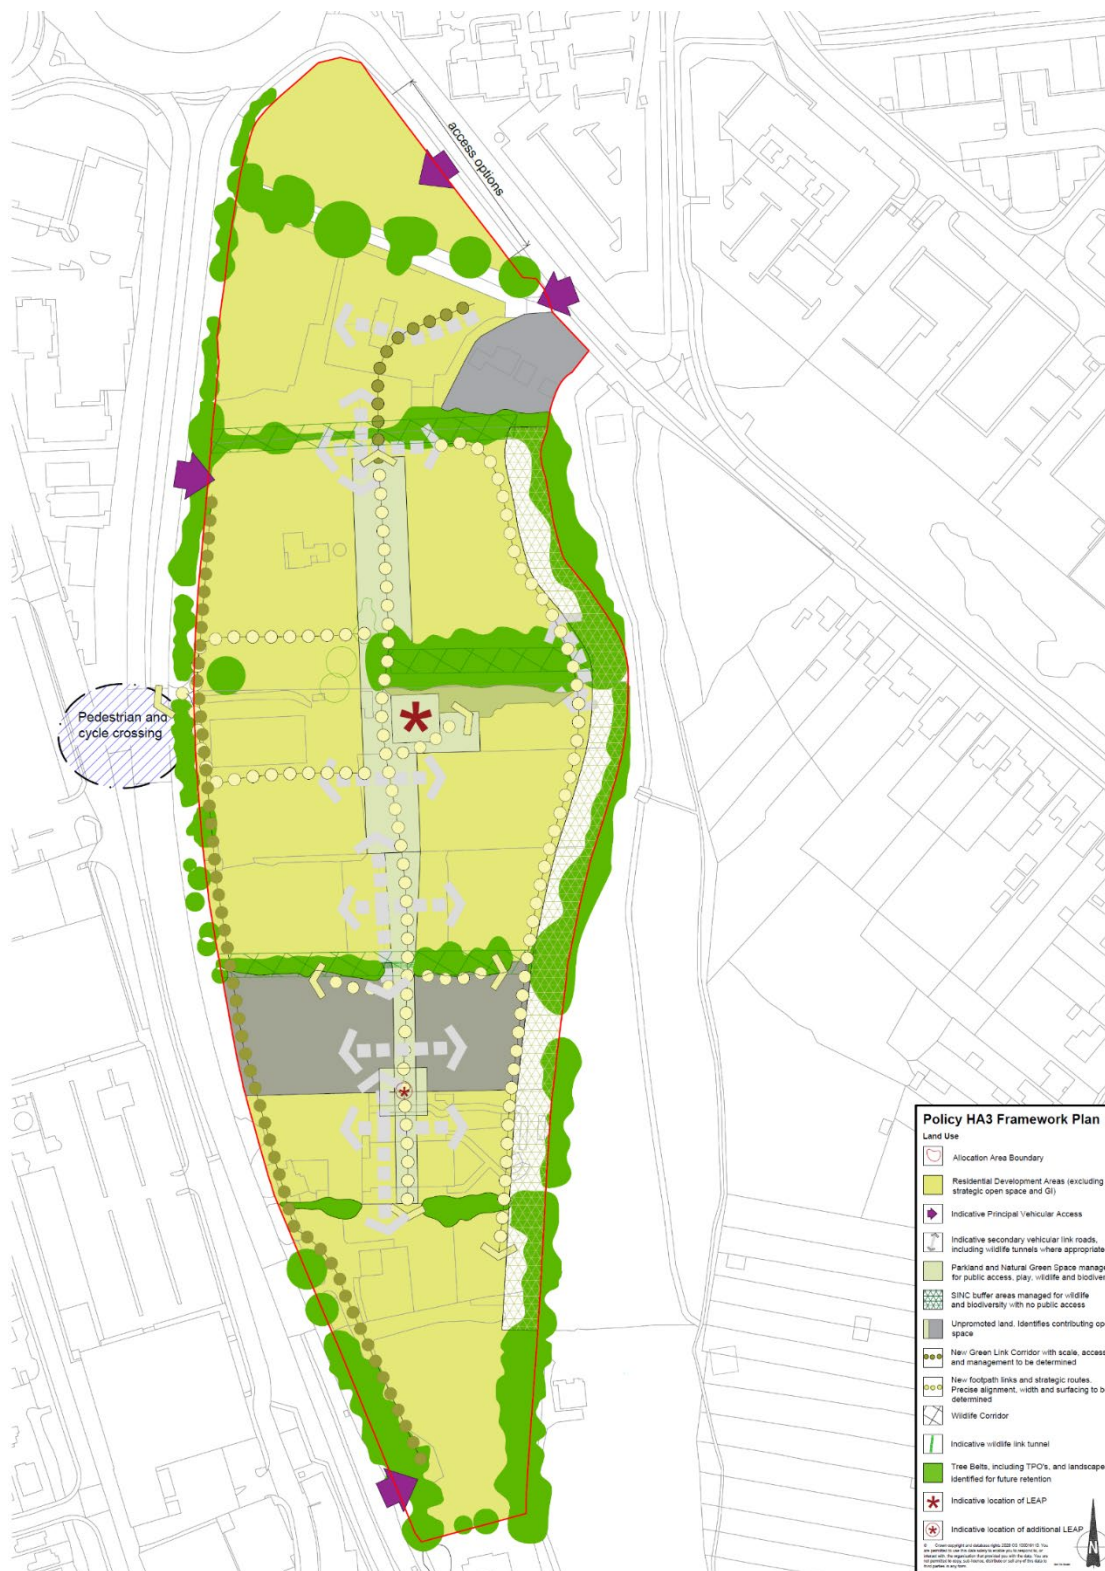 access options
Pedestrian and
cycle crossing
Policy HA3 Framework Plan
Land Use
Allocation Area Boundary
Residential Development Areas (excluding
strategic open space and GI)
Indicative Principal Vehicular Access
Indicative secondary vehicular link roads,
including wildlife tunnels where appropriate
Parkland and Natural Green Space manage
for public access, play, wildlife and biodiver
SINC buffer areas managed for wildlife
and biodiversity with no public access
Unpromoted land. Identifies contributing op
space
New Green Link Corridor with scale, access
and management to be determined
New footpath links and strategic routes.
Precise alignment, width and surfacing to b
determined
Wildlife Corridor
Indicative wildlife link tunnel
Tree Belts, including TPO's, and landscape
Identified for future retention
Indicative location of LEAP
Indicative location of additional LEAP
N